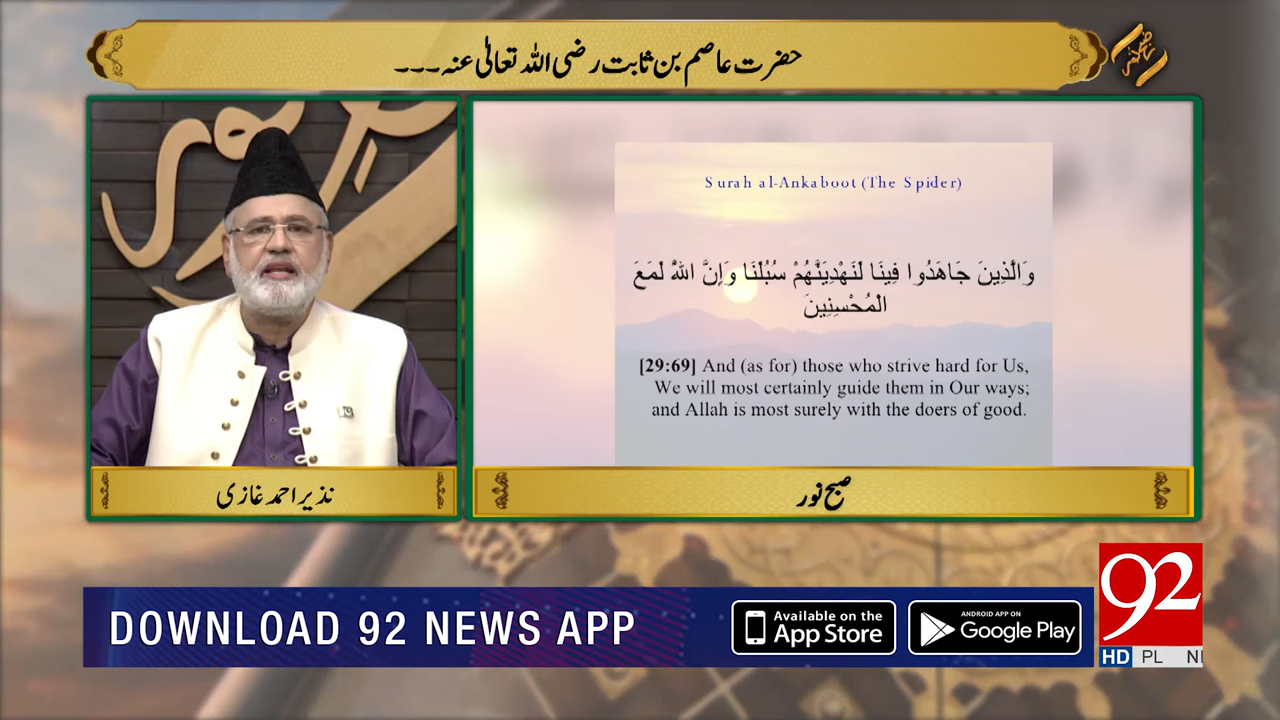 حضرت عاصم بن ثابت رضی اللہ تعالیٰ عنہ ۔۔۔
صبح نور
Surah al-Ankaboot (The Spider)
وَالَّذِينَ جَاهَدُوا فِينَا لَنَهْدِيَنَّهُمْ سُبُلَنَا وَإِنَّ اللَّهَ لَمَعَ
الْمُحْسِنِينَ
[29:69] And (as for) those who strive hard for Us,
We will most certainly guide them in Our ways;
and Allah is most surely with the doers of good.
نذیر احمد غازی
صبح نور
DOWNLOAD 92 NEWS APP
Available on the
App Store
ANDROID APP ON
Google Play
92
HD PL